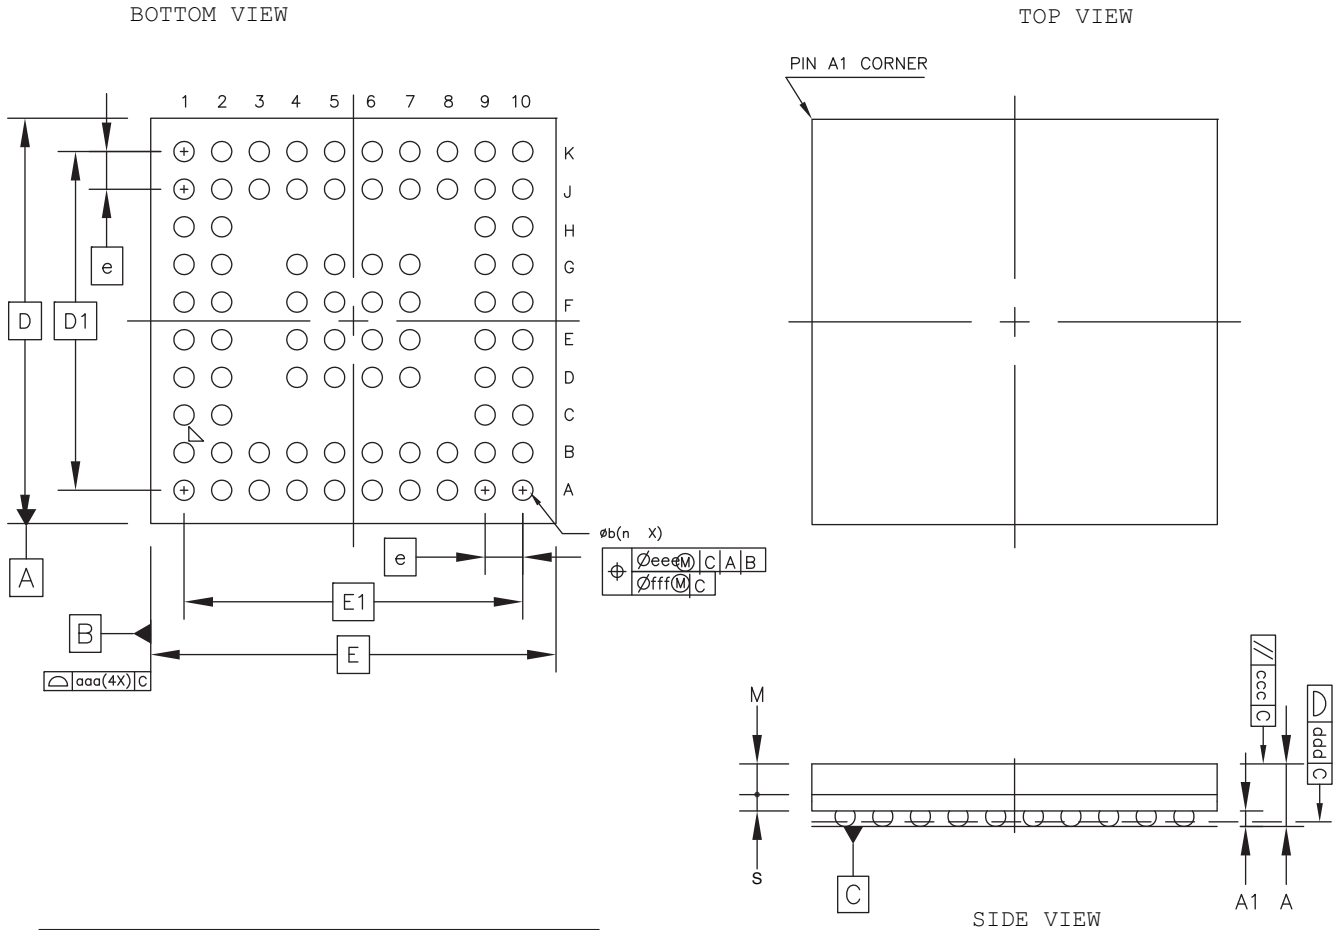 BOTTOM VIEW
TOP VIEW
PIN A1 CORNER
1 2 3 4 5 6 7 8 9 10
K
J
H
G
F
E
D
C
B
A
e
D
D1
A
e
E1
B
E
aaa(4X) C
øb(n X)
Øeee Ⓜ C A B
Øfff Ⓜ C
M
s
C
ccc C
ddd C
A1 A
SIDE VIEW